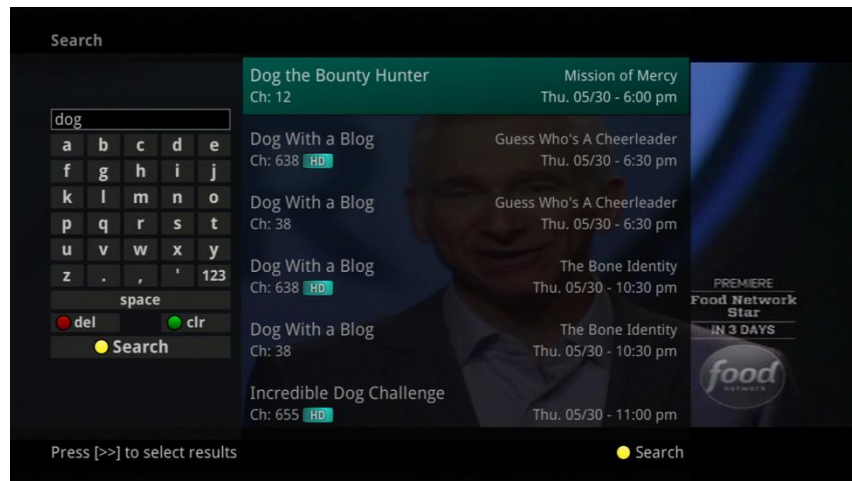 Search
dog
a b c d e
f g h i j
k l m n o
p q r s t
u v w x y
z . , ' 123
space
del clr
Search
Dog the Bounty Hunter Mission of Mercy
Ch: 12 Thu. 05/30 - 6:00 pm
Dog With a Blog Guess Who's A Cheerleader
Ch: 638 HD Thu. 05/30 - 6:30 pm
Dog With a Blog Guess Who's A Cheerleader
Ch: 38 Thu. 05/30 - 6:30 pm
Dog With a Blog The Bone Identity
Ch: 638 HD Thu. 05/30 - 10:30 pm
Dog With a Blog The Bone Identity
Ch: 38 Thu. 05/30 - 10:30 pm
Incredible Dog Challenge
Ch: 655 HD Thu. 05/30 - 11:00 pm
PREMIERE
Food Network
Star
IN 3 DAYS
food
network
Press [>>] to select results Search